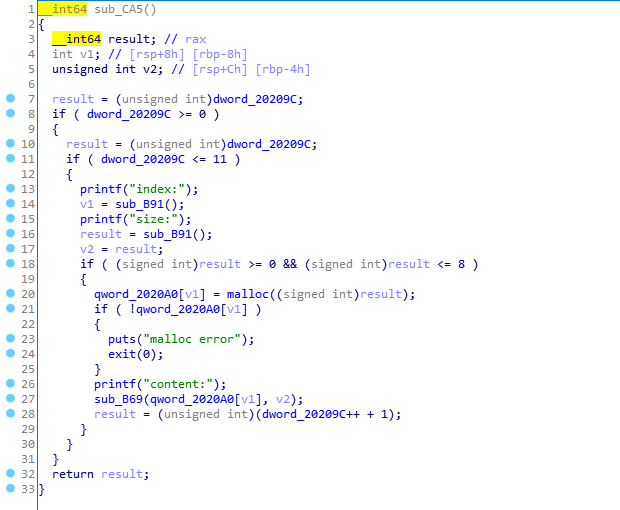 1 __int64 sub_CA5()
2 {
3 __int64 result; // rax
4 int v1; // [rsp+8h] [rbp-8h]
5 unsigned int v2; // [rsp+Ch] [rbp-4h]
6
7 result = (unsigned int)dword_20209C;
8 if ( dword_20209C >= 0 )
9 {
10 result = (unsigned int)dword_20209C;
11 if ( dword_20209C <= 11 )
12 {
13 printf("index:");
14 v1 = sub_B91();
15 printf("size:");
16 result = sub_B91();
17 v2 = result;
18 if ( (signed int)result >= 0 && (signed int)result <= 8 )
19 {
20 qword_2020A0[v1] = malloc((signed int)result);
21 if ( !qword_2020A0[v1] )
22 {
23 puts("malloc error");
24 exit(0);
25 }
26 printf("content:");
27 sub_B69(qword_2020A0[v1], v2);
28 result = (unsigned int)(dword_20209C++ + 1);
29 }
30 }
31 }
32 return result;
33 }